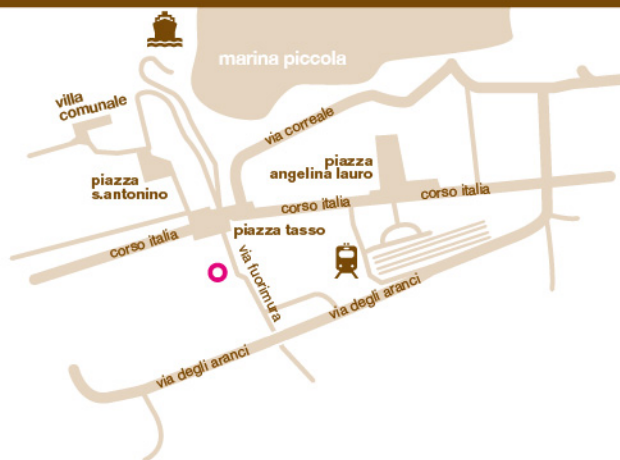 marina piccola
villa
comunale
via correale
piazza
angelina lauro
piazza
s.antonino
corso italia
corso italia
corso italia
piazza tasso
via fuorimura
via degli aranci
via degli aranci